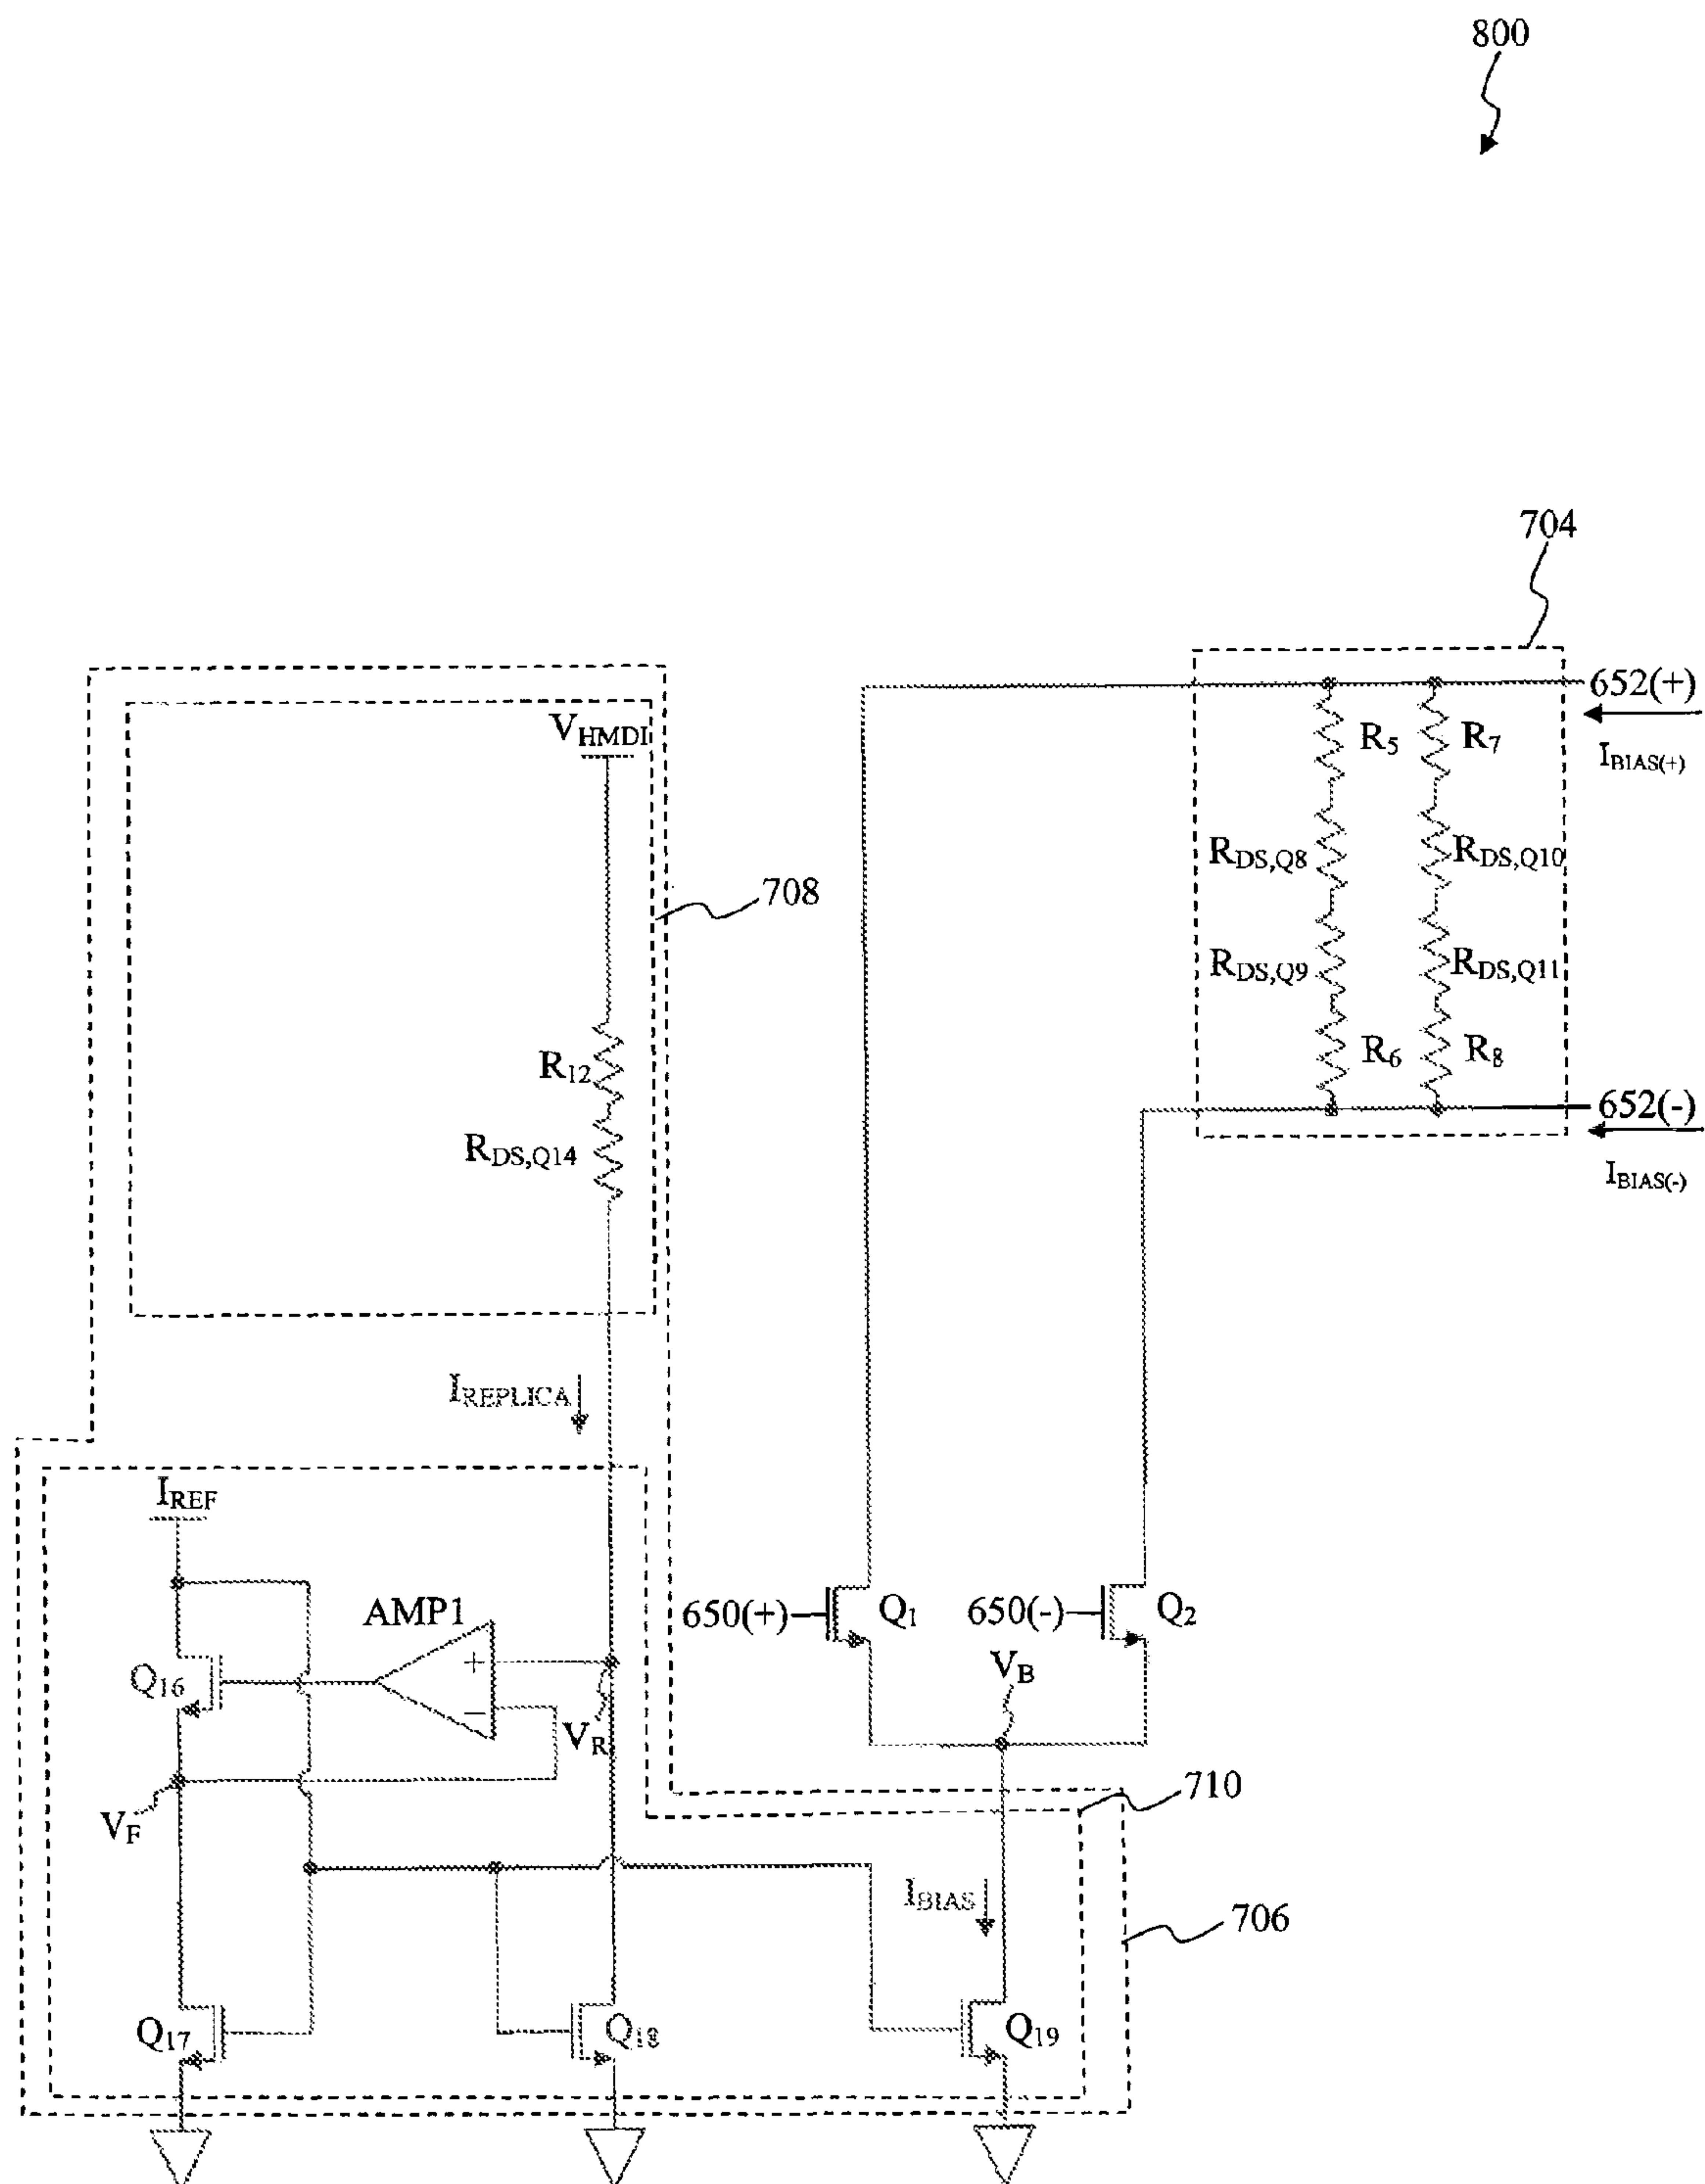 800
704
652(+)
I_BIAS(+)
R5 R7
RDS,Q8 RDS,Q10
RDS,Q9 RDS,Q11
R6 R8
652(-)
I_BIAS(-)
VHMDI
708
R12
RDS,Q14
IREPLICA
IREF
AMP1
+
−
Q16
VR
VF
650(+) Q1
650(-) Q2
VB
710
IBIAS
706
Q17
Q18
Q19